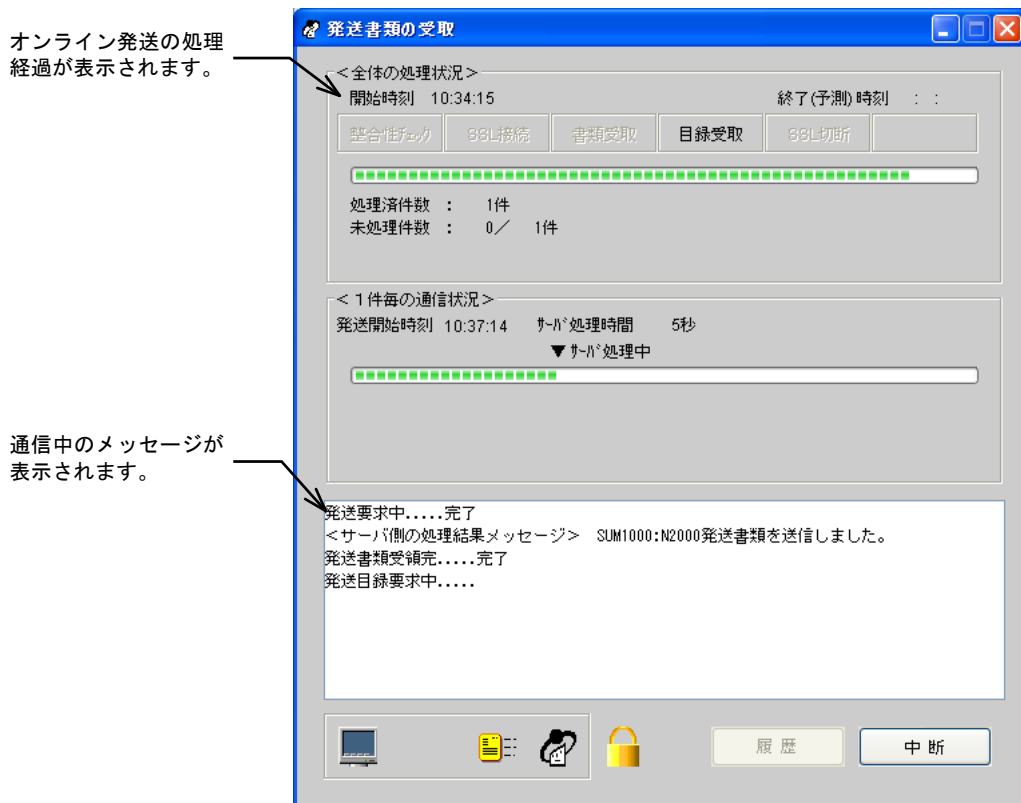 発送書類の受取
オンライン発送の処理
経過が表示されます。
<全体の処理状況>
開始時刻 10:34:15 終了(予測)時刻 : :
整合性ﾁｪｯｸ SSL接続 書類受取 目録受取 SSL切断
処理済件数 : 1件
未処理件数 : 0／ 1件
<１件毎の通信状況>
発送開始時刻 10:37:14 ｻｰﾊﾞ処理時間 5秒
▼ｻｰﾊﾞ処理中
通信中のメッセージが
表示されます。
発送要求中.....完了
<サーバ側の処理結果メッセージ> SUM1000:N2000発送書類を送信しました。
発送書類受領完.....完了
発送目録要求中.....
履歴 中断